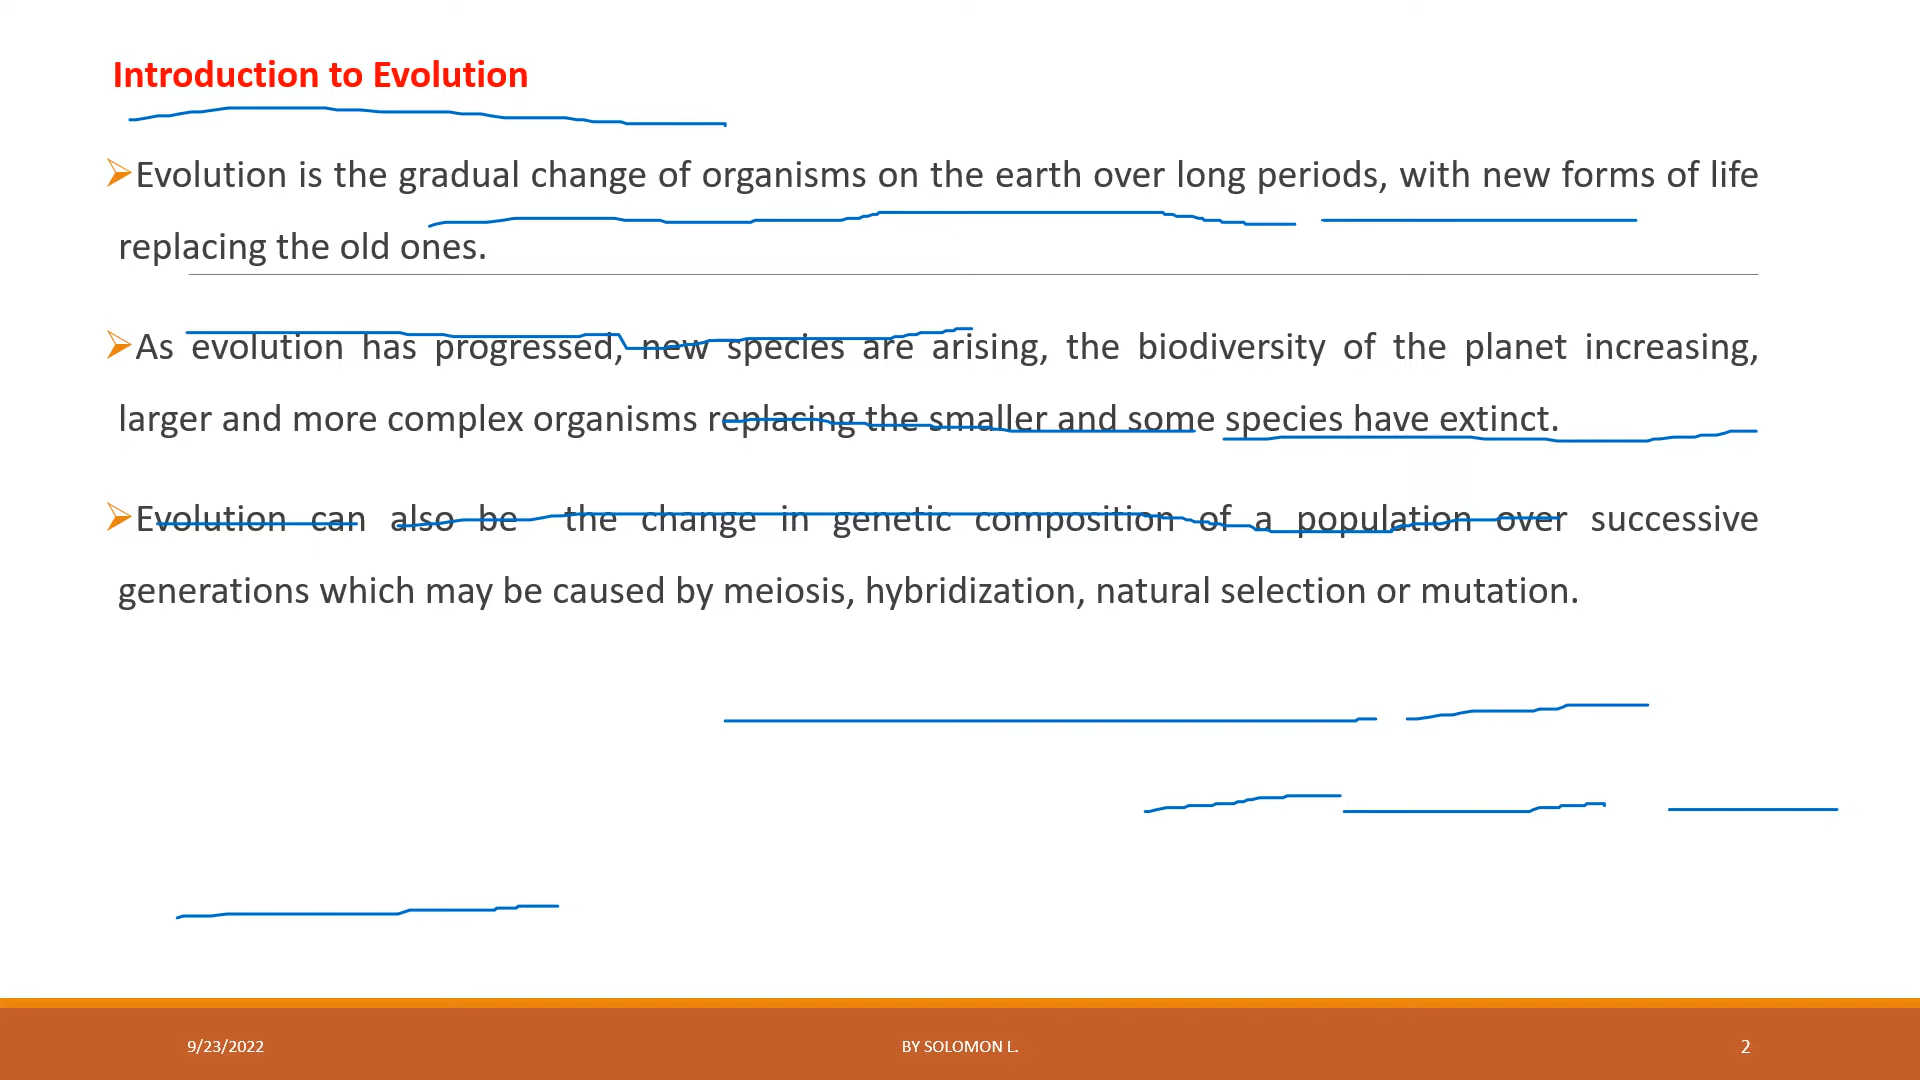 Introduction to Evolution
Evolution is the gradual change of organisms on the earth over long periods, with new forms of life
replacing the old ones.
As evolution has progressed, new species are arising, the biodiversity of the planet increasing,
larger and more complex organisms replacing the smaller and some species have extinct.
Evolution can also be the change in genetic composition of a population over successive
generations which may be caused by meiosis, hybridization, natural selection or mutation.
9/23/2022
BY SOLOMON L.
2